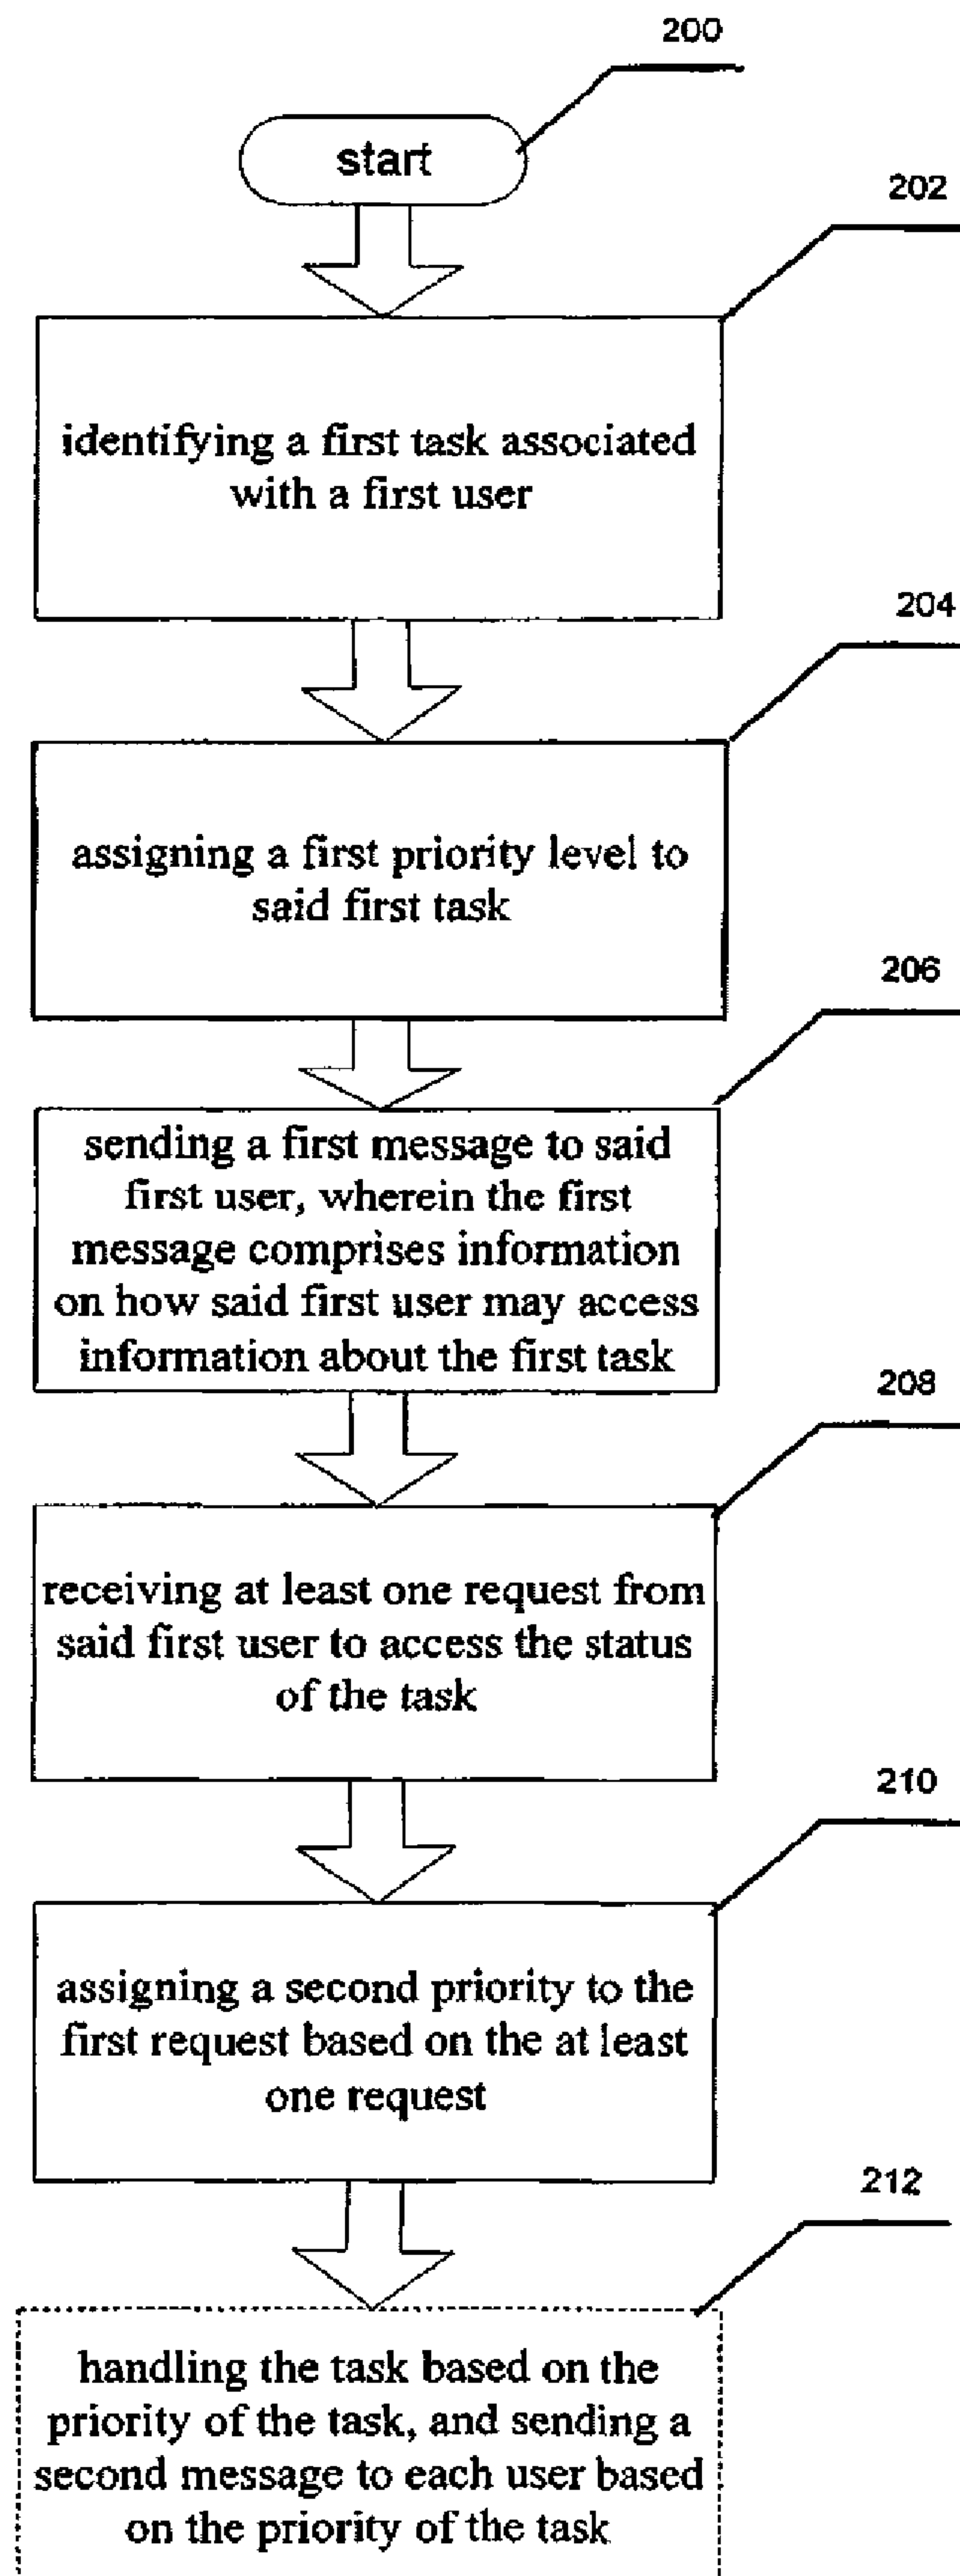 200
start
202
identifying a first task associated
with a first user
204
assigning a first priority level to
said first task
206
sending a first message to said
first user, wherein the first
message comprises information
on how said first user may access
information about the first task
208
receiving at least one request from
said first user to access the status
of the task
210
assigning a second priority to the
first request based on the at least
one request
212
handling the task based on the
priority of the task, and sending a
second message to each user based
on the priority of the task